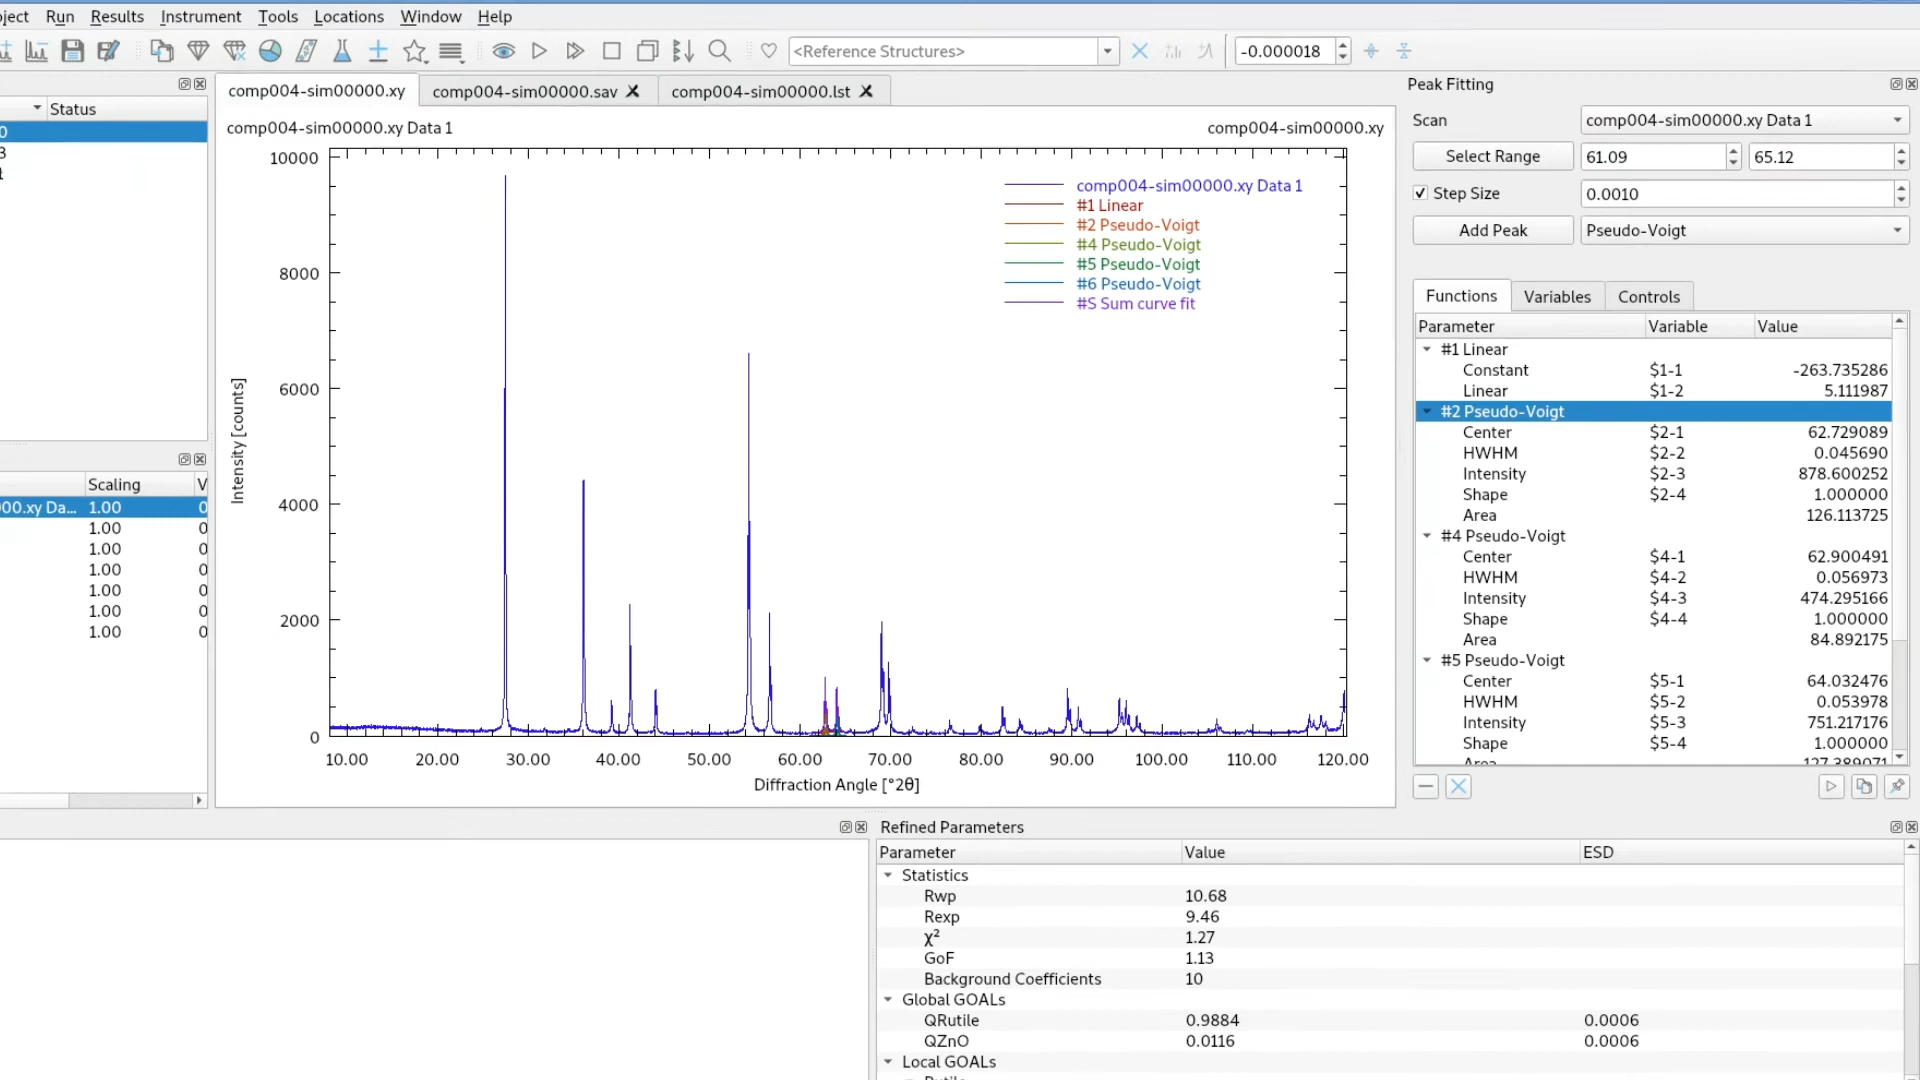 ject Run Results Instrument Tools Locations Window Help
<Reference Structures> -0.000018
Status
0
3
Scaling V
00.xy Da... 1.00 0
1.00 0
1.00 0
1.00 0
1.00 0
1.00 0
1.00 0
comp004-sim00000.xy comp004-sim00000.sav comp004-sim00000.lst
comp004-sim00000.xy Data 1 comp004-sim00000.xy
10000
8000
6000
4000
2000
0
Intensity [counts]
comp004-sim00000.xy Data 1
#1 Linear
#2 Pseudo-Voigt
#4 Pseudo-Voigt
#5 Pseudo-Voigt
#6 Pseudo-Voigt
#S Sum curve fit
10.00 20.00 30.00 40.00 50.00 60.00 70.00 80.00 90.00 100.00 110.00 120.00
Diffraction Angle [°2θ]
Peak Fitting
Scan comp004-sim00000.xy Data 1
Select Range 61.09 65.12
Step Size 0.0010
Add Peak Pseudo-Voigt
Functions Variables Controls
Parameter Variable Value
#1 Linear
Constant $1-1 -263.735286
Linear $1-2 5.111987
#2 Pseudo-Voigt
Center $2-1 62.729089
HWHM $2-2 0.045690
Intensity $2-3 878.600252
Shape $2-4 1.000000
Area 126.113725
#4 Pseudo-Voigt
Center $4-1 62.900491
HWHM $4-2 0.056973
Intensity $4-3 474.295166
Shape $4-4 1.000000
Area 84.892175
#5 Pseudo-Voigt
Center $5-1 64.032476
HWHM $5-2 0.053978
Intensity $5-3 751.217176
Shape $5-4 1.000000
Area 127.389071
Refined Parameters
Parameter Value ESD
Statistics
Rwp 10.68
Rexp 9.46
χ² 1.27
GoF 1.13
Background Coefficients 10
Global GOALs
QRutile 0.9884 0.0006
QZnO 0.0116 0.0006
Local GOALs